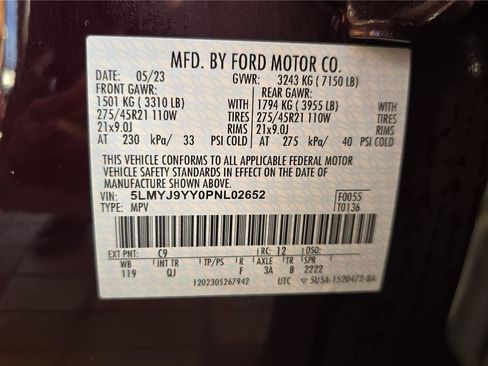 MFD. BY FORD MOTOR CO.
DATE: 05/23 GVWR: 3243 KG ( 7150 LB)
FRONT GAWR: REAR GAWR:
1501 KG ( 3310 LB) WITH 1794 KG ( 3955 LB) WITH
275/45R21 110W TIRES 275/45R21 110W TIRES
21x9.0J RIMS 21x9.0J RIMS
AT 230 kPa/ 33 PSI COLD AT 275 kPa/ 40 PSI COLD
THIS VEHICLE CONFORMS TO ALL APPLICABLE FEDERAL MOTOR
VEHICLE SAFETY STANDARDS IN EFFECT ON THE DATE OF
MANUFACTURE SHOWN ABOVE.
VIN: 5LMYJ9YY0PNL02652 F0055
TYPE: MPV T0136
EXT PNT: C9 RC: 12 DSO:
WB INT TR TP/PS R AXLE TR SPR
119 QJ F 3A B 2222
1202305267942 UTC ▽ 5U5A-1520472-BA